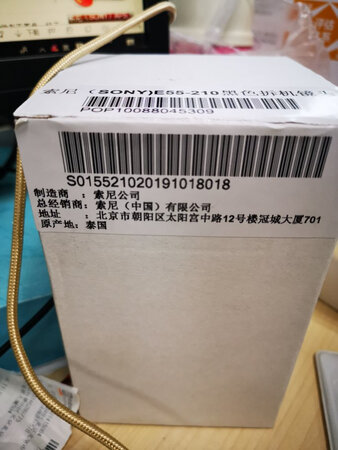 索尼（SONY)E55-210黑色拆机镜头
POP10088045309
S015521020191018018
制造商 ：索尼公司
总经销商：索尼（中国）有限公司
地址 ：北京市朝阳区太阳宫中路12号楼冠城大厦701
原产地：泰国